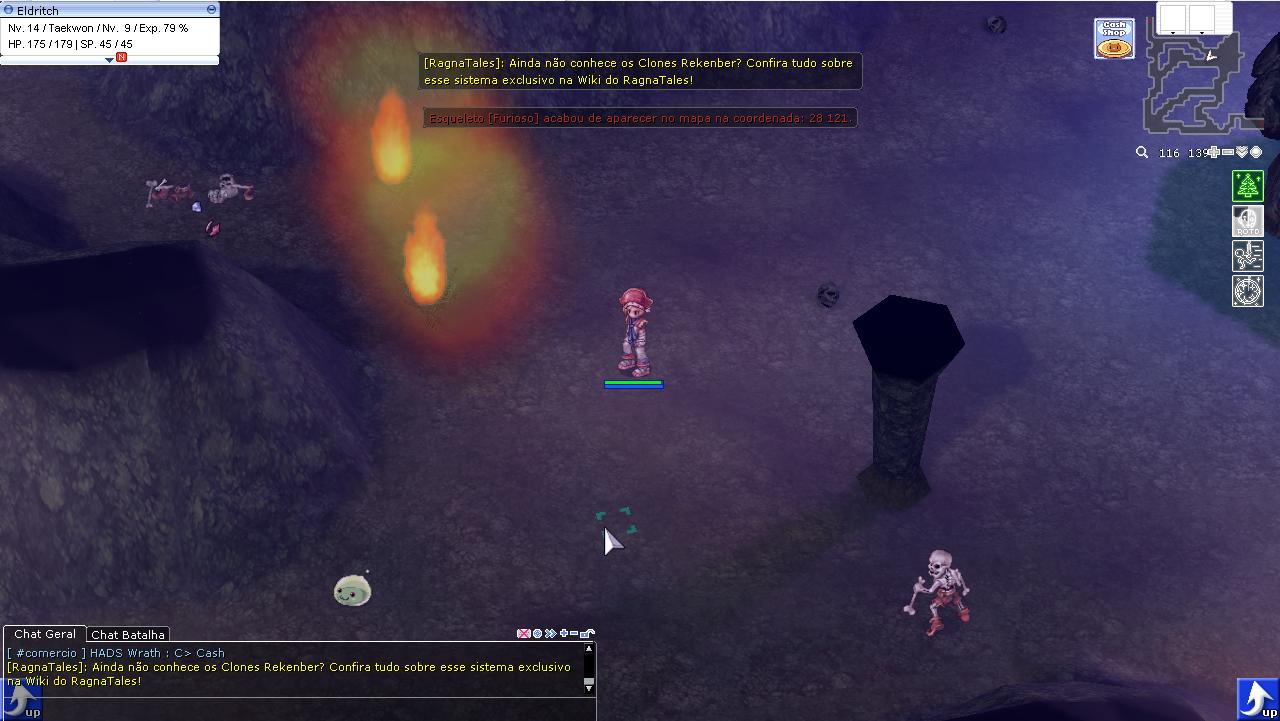 Eldritch
Nv. 14 / Taekwon / Nv. 9 / Exp. 79 %
HP. 175 / 179 | SP. 45 / 45
N
[RagnaTales]: Ainda não conhece os Clones Rekenber? Confira tudo sobre
esse sistema exclusivo na Wiki do RagnaTales!
Esqueleto [Furioso] acabou de aparecer no mapa na coordenada: 28 121.
Cash
Shop
116 139
ROTD
Chat Geral
Chat Batalha
[ #comercio ] HADS Wrath : C> Cash
[RagnaTales]: Ainda não conhece os Clones Rekenber? Confira tudo sobre esse sistema exclusivo
na Wiki do RagnaTales!
up
up